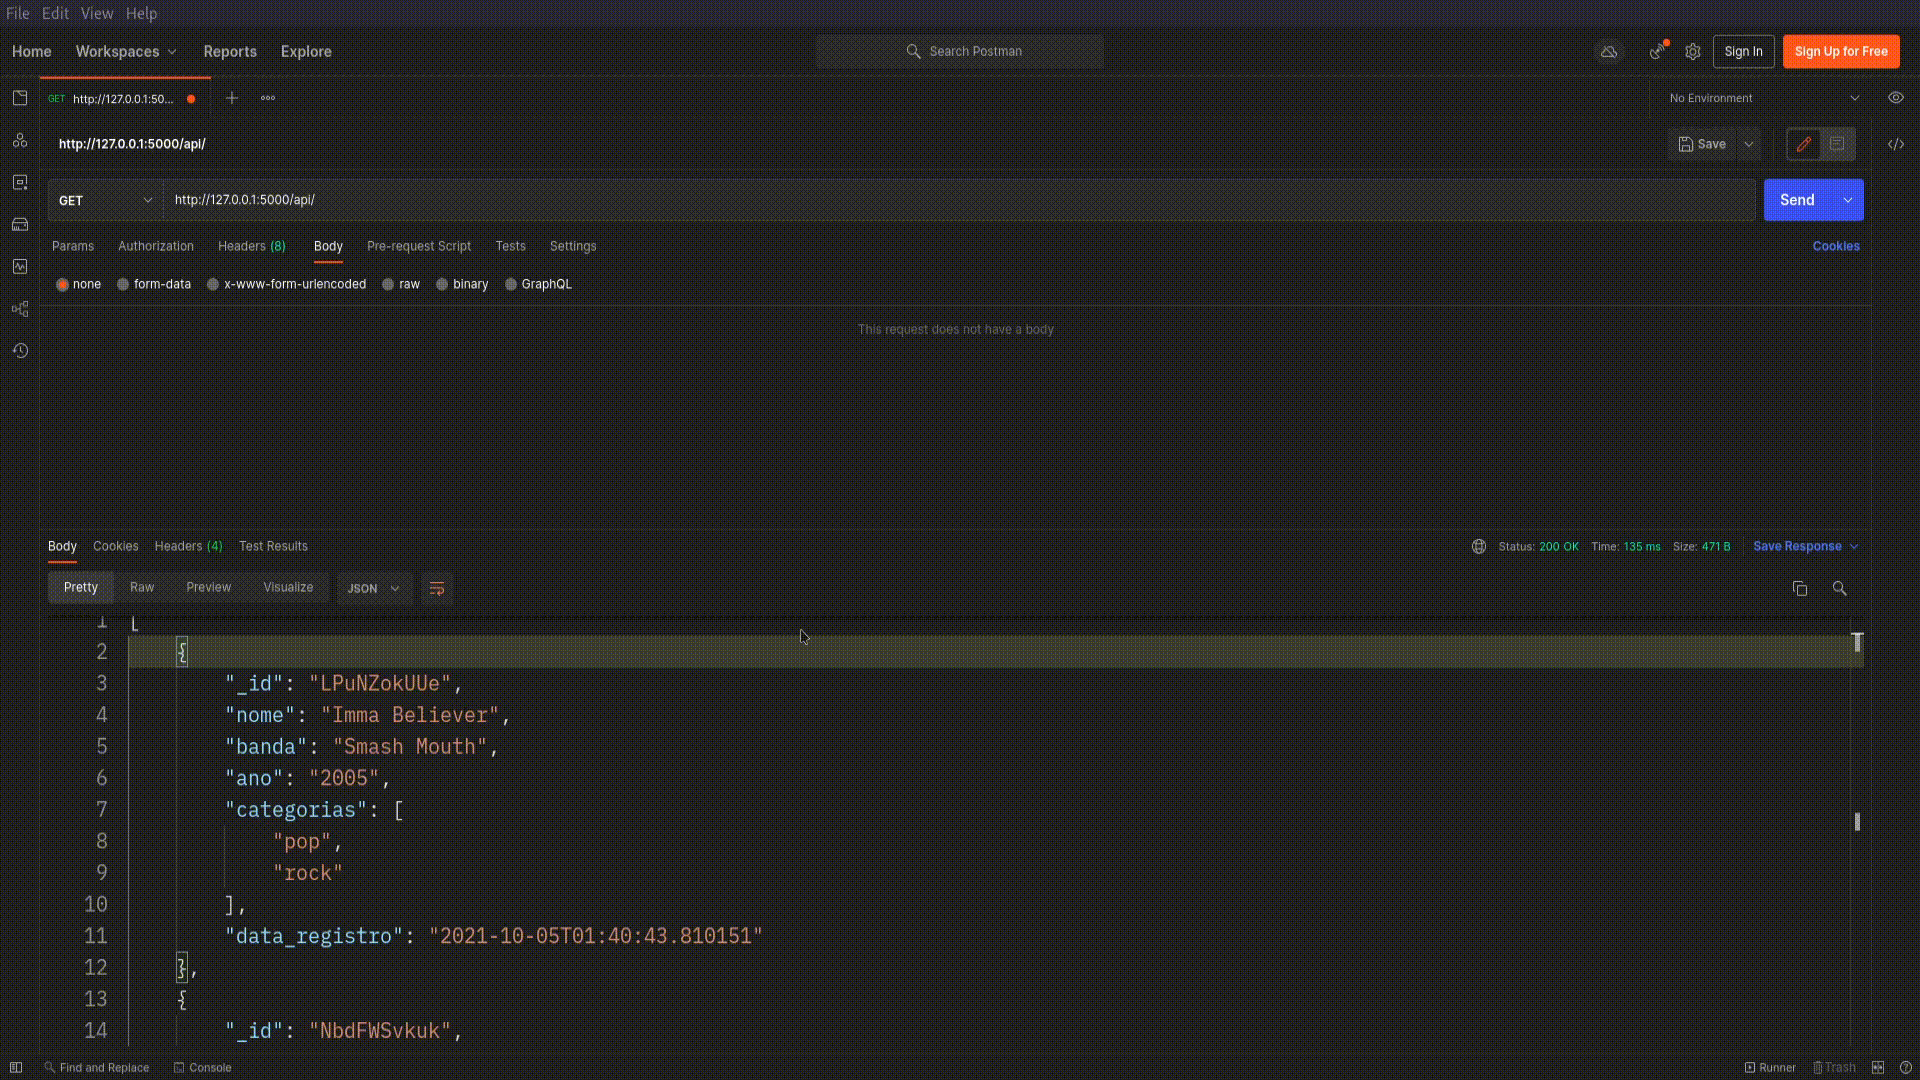 File Edit View Help
Home Workspaces Reports Explore Search Postman Sign In Sign Up for Free
GET http://127.0.0.1:50... No Environment
http://127.0.0.1:5000/api/ Save
GET http://127.0.0.1:5000/api/ Send
Params Authorization Headers (8) Body Pre-request Script Tests Settings Cookies
none form-data x-www-form-urlencoded raw binary GraphQL
This request does not have a body
Body Cookies Headers (4) Test Results Status: 200 OK Time: 135 ms Size: 471 B Save Response
Pretty Raw Preview Visualize JSON
1 [
2 {
3 "_id": "LPuNZokUUe",
4 "nome": "Imma Believer",
5 "banda": "Smash Mouth",
6 "ano": "2005",
7 "categorias": [
8 "pop",
9 "rock"
10 ],
11 "data_registro": "2021-10-05T01:40:43.810151"
12 },
13 {
14 "_id": "NbdFWSvkuk",
Find and Replace Console Runner Trash